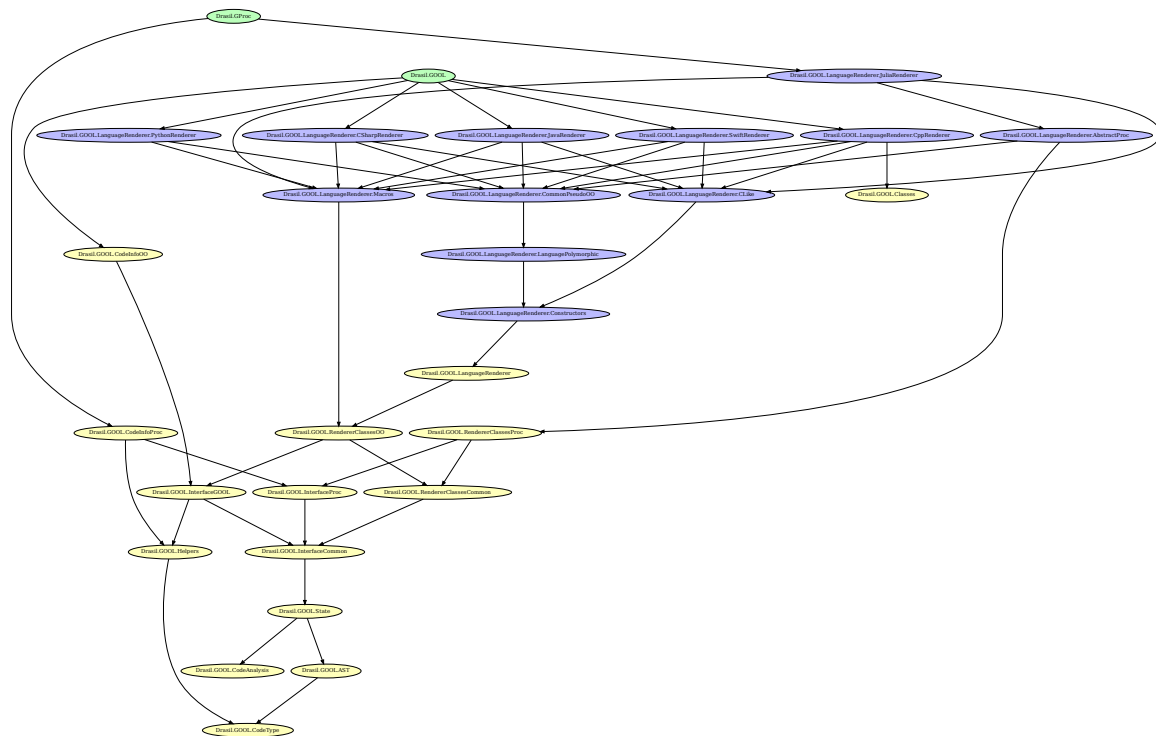 Drasil.GProc
Drasil.GOOL
Drasil.GOOL.LanguageRenderer.JuliaRenderer
Drasil.GOOL.LanguageRenderer.PythonRenderer
Drasil.GOOL.LanguageRenderer.CSharpRenderer
Drasil.GOOL.LanguageRenderer.JavaRenderer
Drasil.GOOL.LanguageRenderer.SwiftRenderer
Drasil.GOOL.LanguageRenderer.CppRenderer
Drasil.GOOL.LanguageRenderer.AbstractProc
Drasil.GOOL.LanguageRenderer.Macros
Drasil.GOOL.LanguageRenderer.CommonPseudoOO
Drasil.GOOL.LanguageRenderer.CLike
Drasil.GOOL.Classes
Drasil.GOOL.CodeInfoOO
Drasil.GOOL.LanguageRenderer.LanguagePolymorphic
Drasil.GOOL.LanguageRenderer.Constructors
Drasil.GOOL.LanguageRenderer
Drasil.GOOL.CodeInfoProc
Drasil.GOOL.RendererClassesOO
Drasil.GOOL.RendererClassesProc
Drasil.GOOL.InterfaceGOOL
Drasil.GOOL.InterfaceProc
Drasil.GOOL.RendererClassesCommon
Drasil.GOOL.Helpers
Drasil.GOOL.InterfaceCommon
Drasil.GOOL.State
Drasil.GOOL.CodeAnalysis
Drasil.GOOL.AST
Drasil.GOOL.CodeType